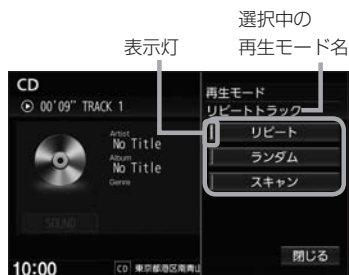 選択中の
表示灯 再生モード名
CD
00'09" TRACK 1
Artist
No Title
Album
No Title
Genre
SOUND
10:00
CD 東京都港区南青山
再生モード
リピートトラック
リピート
ランダム
スキャン
閉じる